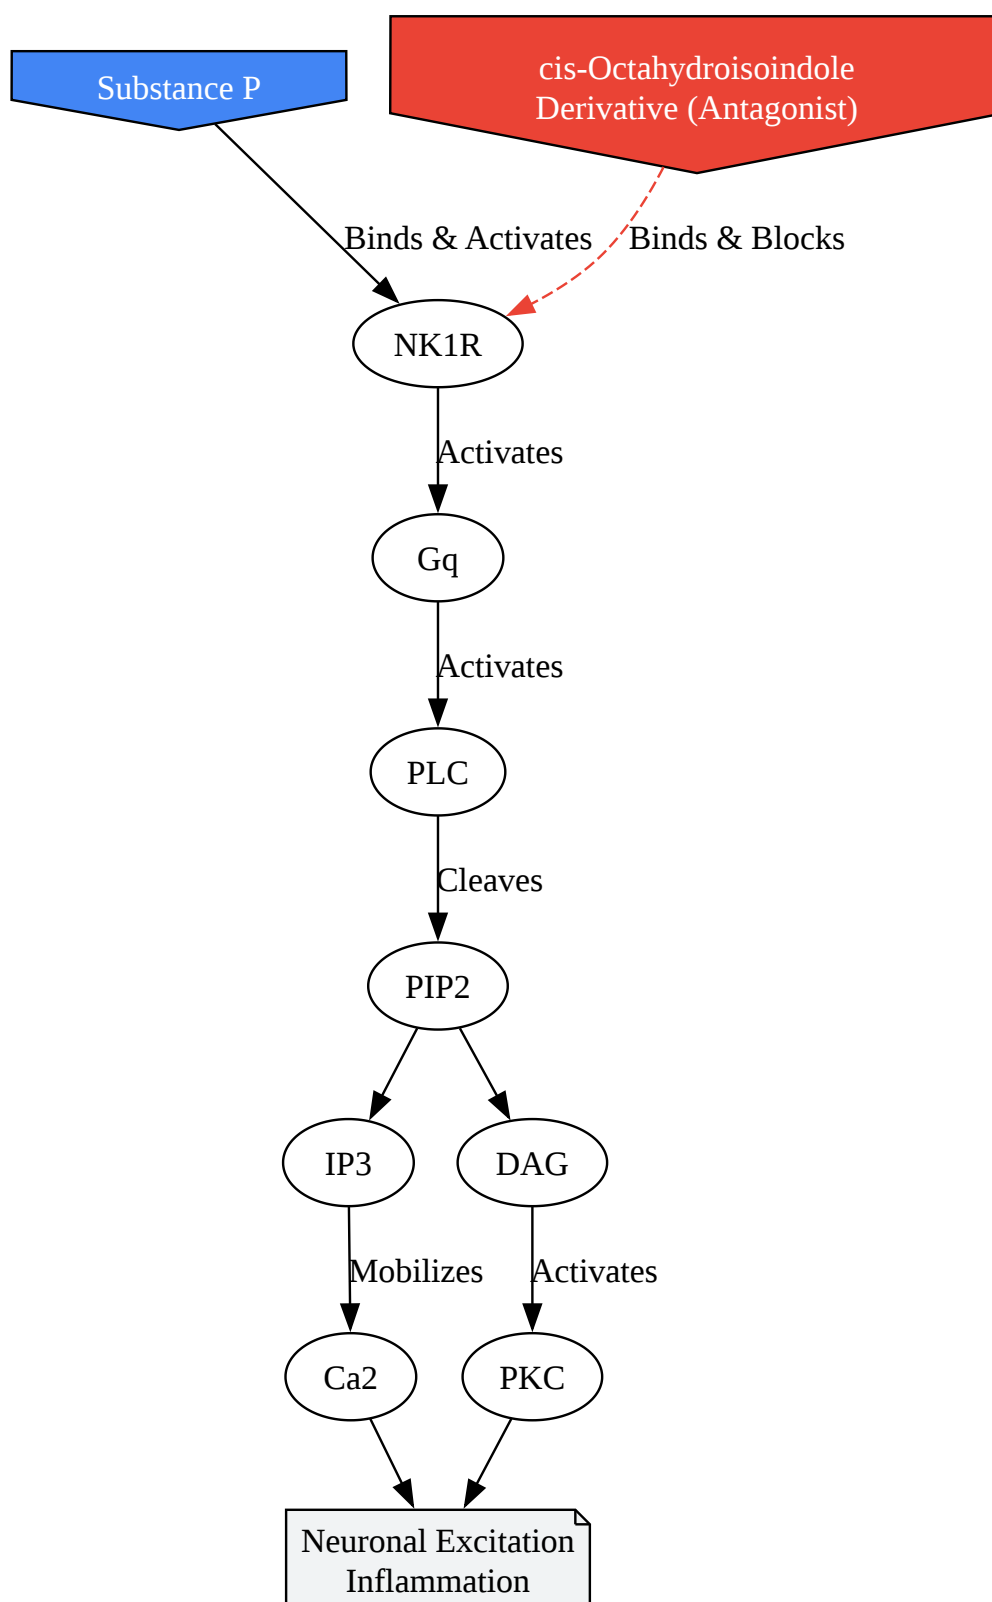 Substance P
cis-Octahydroisoindole
Derivative (Antagonist)
Binds & Activates
Binds & Blocks
NK1R
Activates
Gq
Activates
PLC
Cleaves
PIP2
IP3
DAG
Mobilizes
Activates
Ca2
PKC
Neuronal Excitation
Inflammation